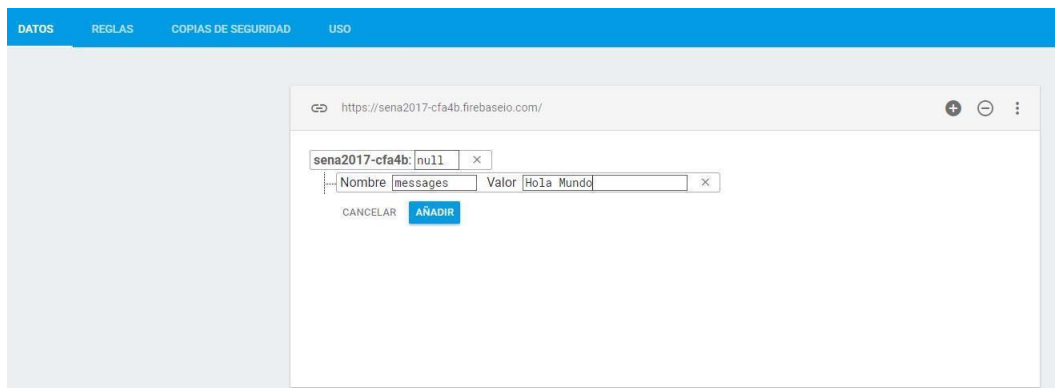 DATOS REGLAS COPIAS DE SEGURIDAD USO
https://sena2017-cfa4b.firebaseio.com/
sena2017-cfa4b: null
Nombre messages Valor Hola Mundo
CANCELAR AÑADIR